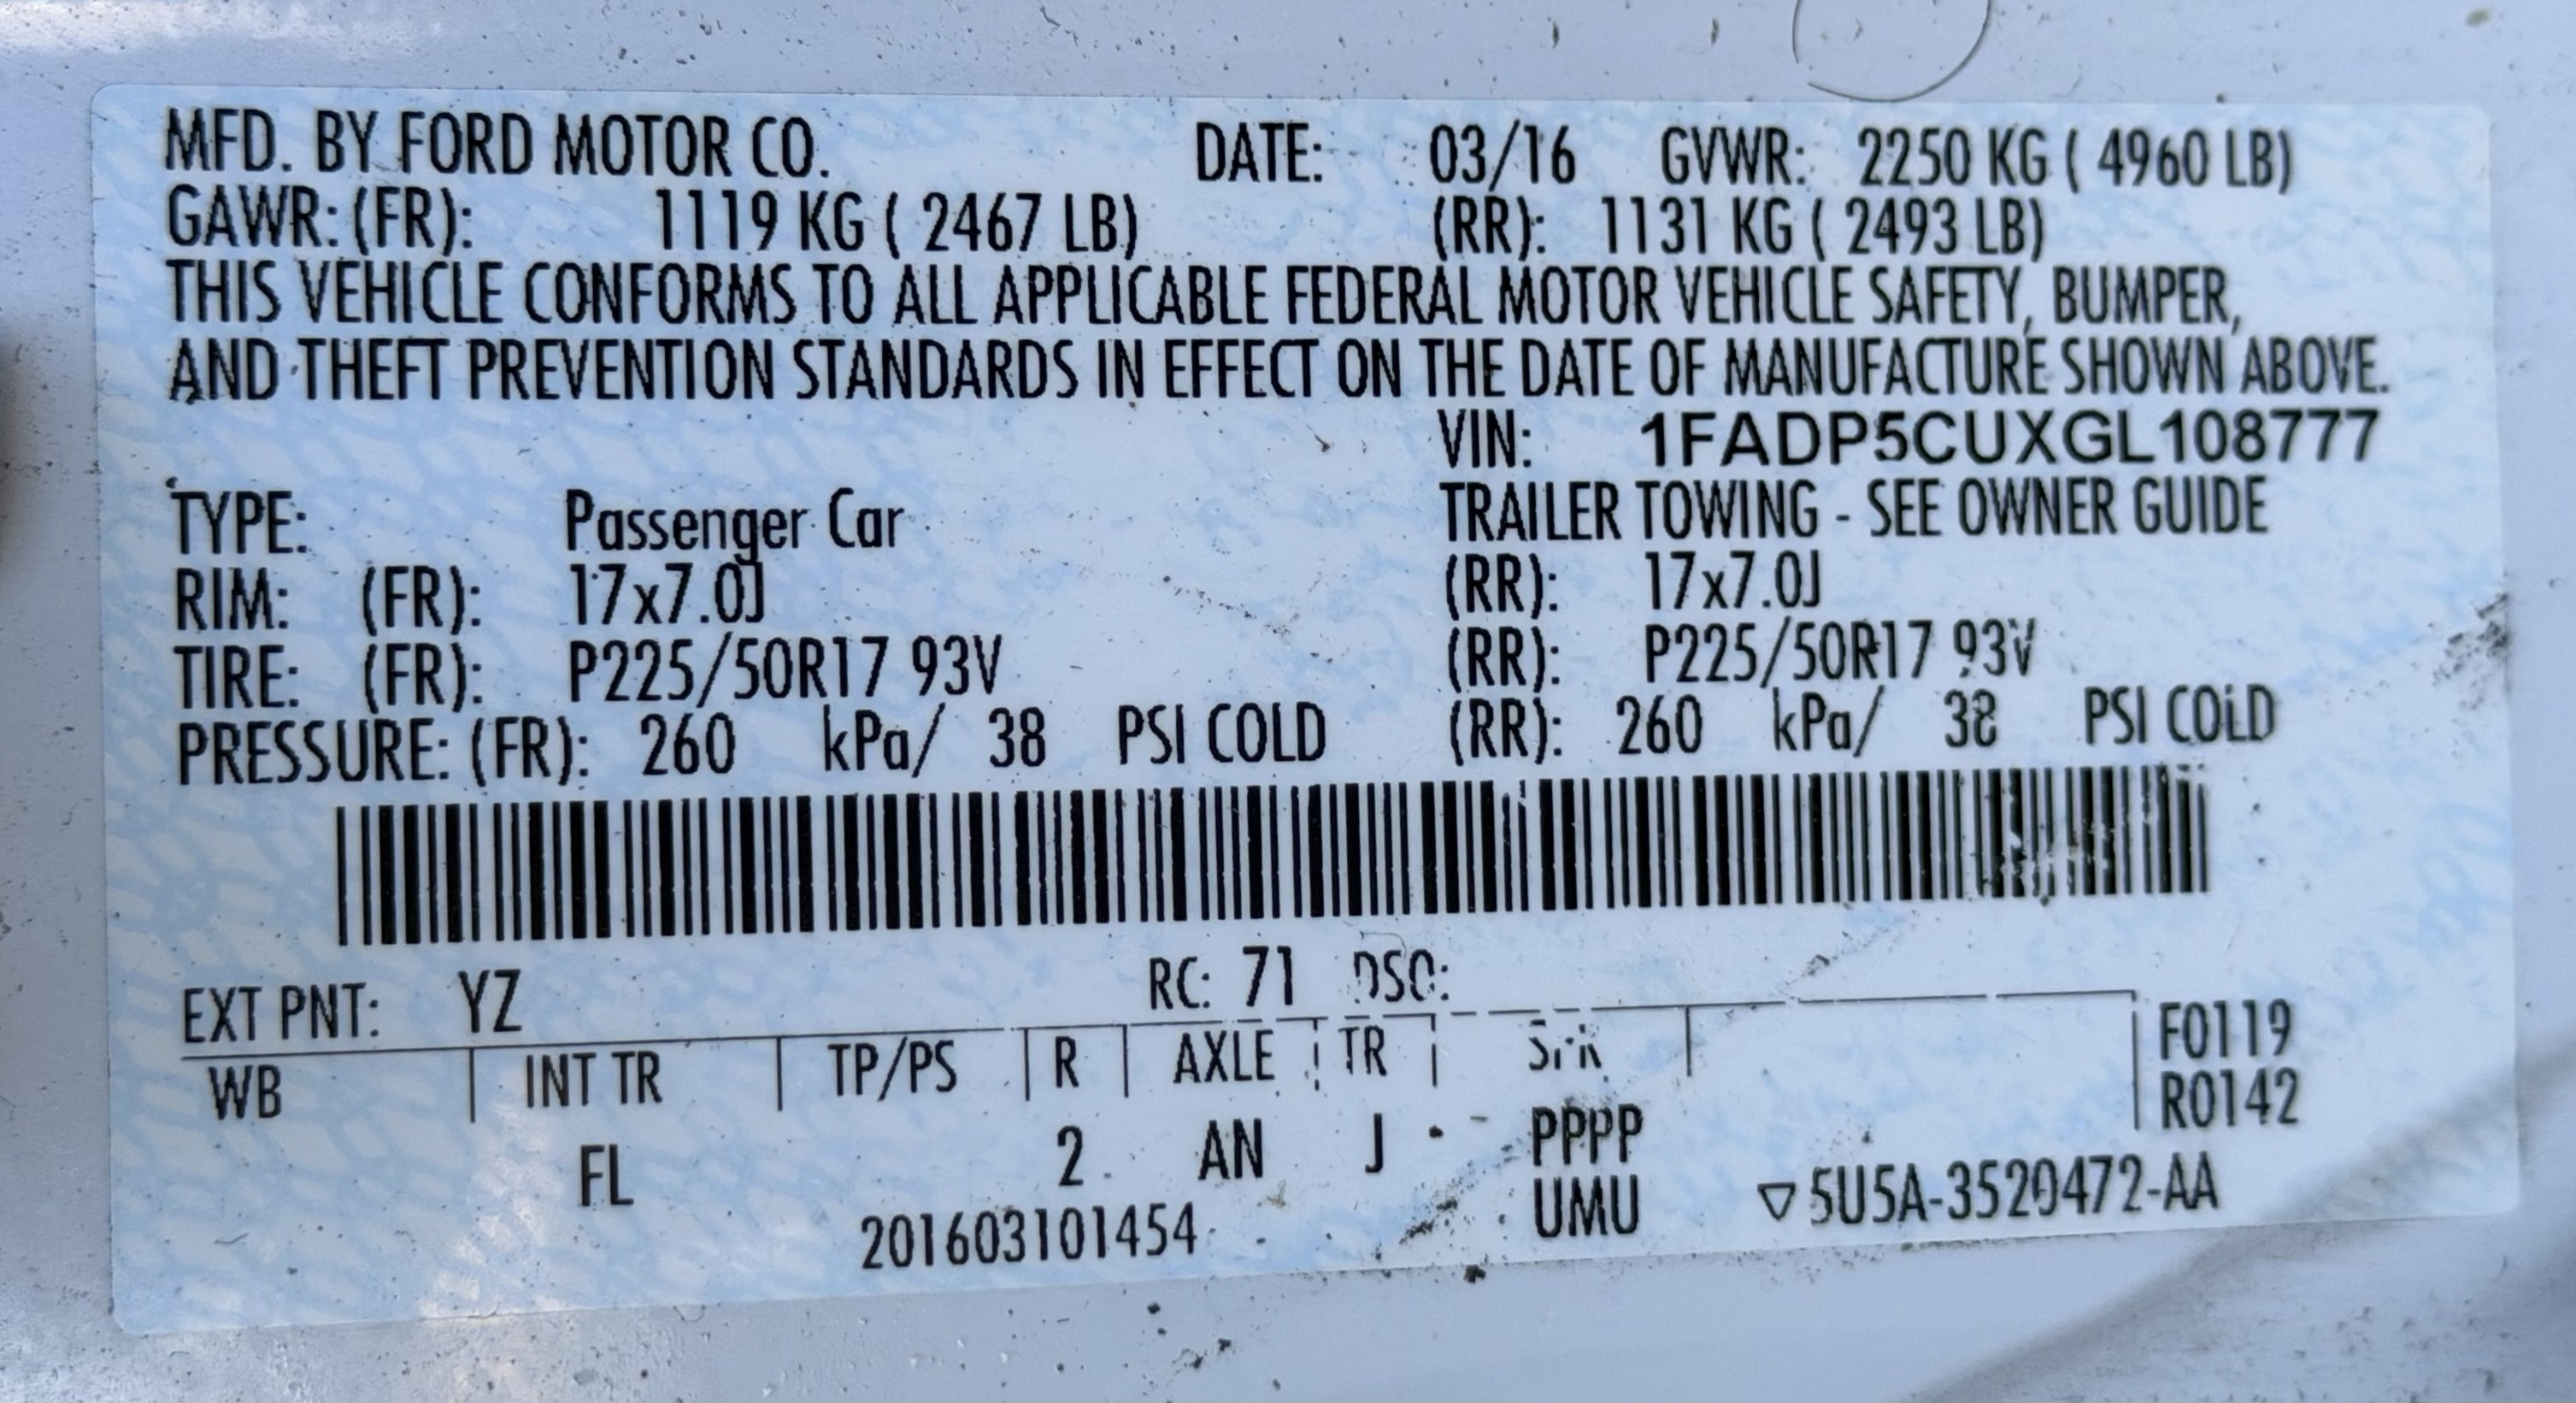 MFD. BY FORD MOTOR CO. DATE: 03/16 GVWR: 2250 KG ( 4960 LB)
GAWR: (FR): 1119 KG ( 2467 LB) (RR): 1131 KG ( 2493 LB)
THIS VEHICLE CONFORMS TO ALL APPLICABLE FEDERAL MOTOR VEHICLE SAFETY, BUMPER,
AND THEFT PREVENTION STANDARDS IN EFFECT ON THE DATE OF MANUFACTURE SHOWN ABOVE.
VIN: 1FADP5CUXGL108777
TYPE: Passenger Car TRAILER TOWING - SEE OWNER GUIDE
RIM: (FR): 17x7.0J (RR): 17x7.0J
TIRE: (FR): P225/50R17 93V (RR): P225/50R17 93V
PRESSURE: (FR): 260 kPa/ 38 PSI COLD (RR): 260 kPa/ 38 PSI COLD
EXT PNT: YZ RC: 71 DSO:
WB INT TR TP/PS R AXLE TR F0119
R0142
FL 2 AN J PPPP
201603101454 UMU ▽5U5A-3520472-AA